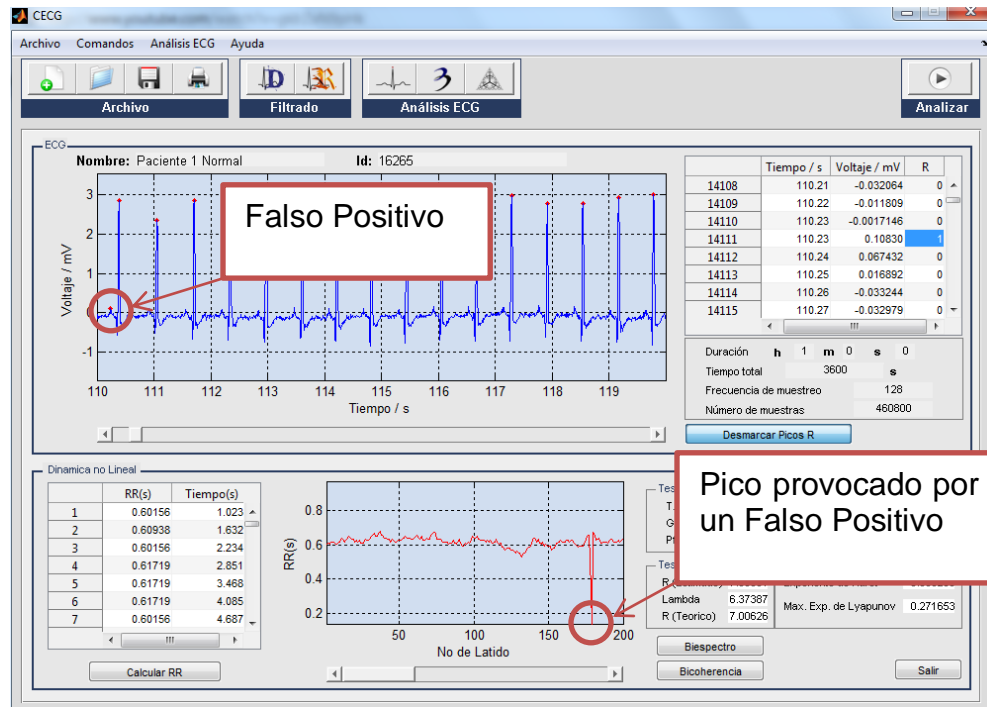 CECG
Archivo Comandos Análisis ECG Ayuda
Archivo Filtrado Análisis ECG Analizar
ECG
Nombre: Paciente 1 Normal Id: 16265
Falso Positivo
3
2
1
0
-1
Voltaje / mV
110 111 112 113 114 115 116 117 118 119
Tiempo / s
Tiempo / s Voltaje / mV R
14108 110.21 -0.032064 0
14109 110.22 -0.011809 0
14110 110.23 -0.0017146 0
14111 110.23 0.10830 1
14112 110.24 0.067432 0
14113 110.25 0.016892 0
14114 110.26 -0.033244 0
14115 110.27 -0.032979 0
Duración h 1 m 0 s 0
Tiempo total 3600 s
Frecuencia de muestreo 128
Número de muestras 460800
Desmarcar Picos R
Dinamica no Lineal
RR(s) Tiempo(s)
1 0.60156 1.023
2 0.60938 1.632
3 0.60156 2.234
4 0.61719 2.851
5 0.61719 3.468
6 0.61719 4.085
7 0.60156 4.687
Calcular RR
0.8
0.6
0.4
0.2
RR(s)
50 100 150 200
No de Latido
Pico provocado por
un Falso Positivo
Lambda 6.37387
R (Teorico) 7.00626
Max. Exp. de Lyapunov 0.271653
Biespectro
Bicoherencia
Salir